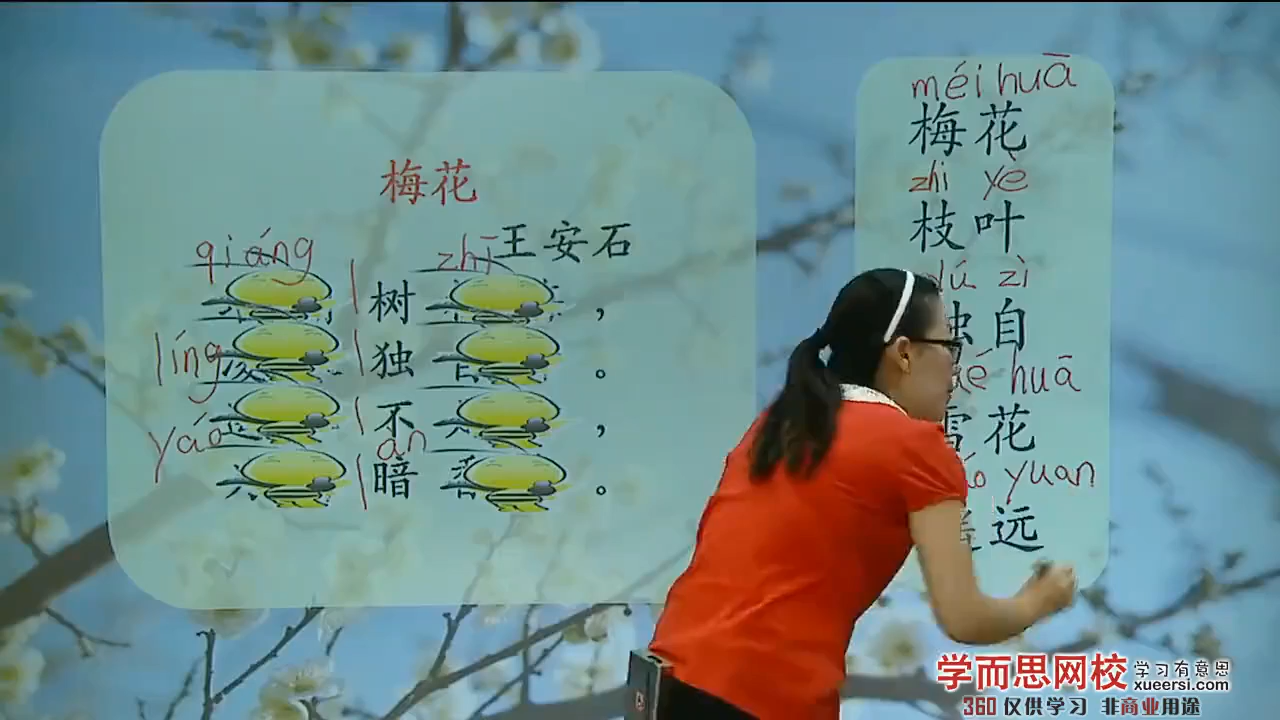 梅花
王安石
qiáng zhī
树 ，
líng
独 。
yáo
不 ，
àn
暗 。
méi huā
梅花
zhi yè
枝叶
dú zì
自
huā
花
yuan
远
学而思网校 学习有意思
xueersi.com
360 仅供学习 非商业用途